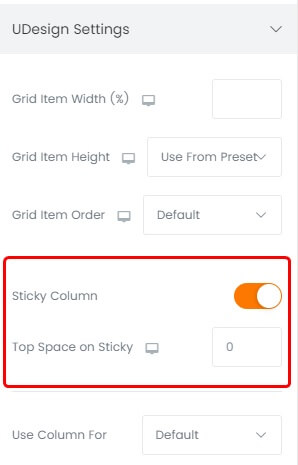 UDesign Settings
Grid Item Width (%)
Grid Item Height Use From Preset
Grid Item Order Default
Sticky Column
Top Space on Sticky 0
Use Column For Default